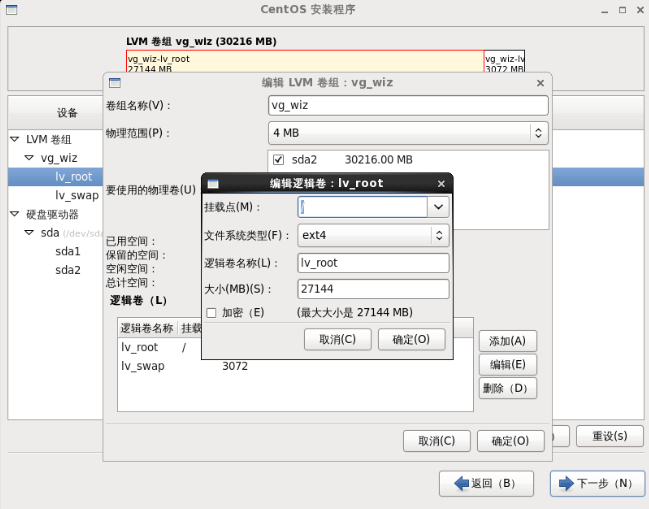 CentOS 安装程序
LVM 卷组 vg_wiz (30216 MB)
vg_wiz-lv_root
27144 MB
vg_wiz-lv
3072 MB
编辑 LVM 卷组：vg_wiz
设备
卷组名称(V)：
vg_wiz
物理范围(P)：
4 MB
LVM 卷组
vg_wiz
lv_root
lv_swap
硬盘驱动器
sda (/dev/sda
sda1
sda2
sda2 30216.00 MB
要使用的物理卷(U)
已用空间：
保留的空间：
空闲空间：
总计空间：
逻辑卷（L）
编辑逻辑卷：lv_root
挂载点(M)：
/
文件系统类型(F)：
ext4
逻辑卷名称(L)：
lv_root
大小(MB)(S)：
27144
加密（E)
(最大大小是 27144 MB)
取消(C)
确定(O)
逻辑卷名称 挂载
lv_root /
lv_swap 3072
添加(A)
编辑(E)
删除（D）
取消(C)
确定(O)
)
重设(s)
返回（B）
下一步（N）